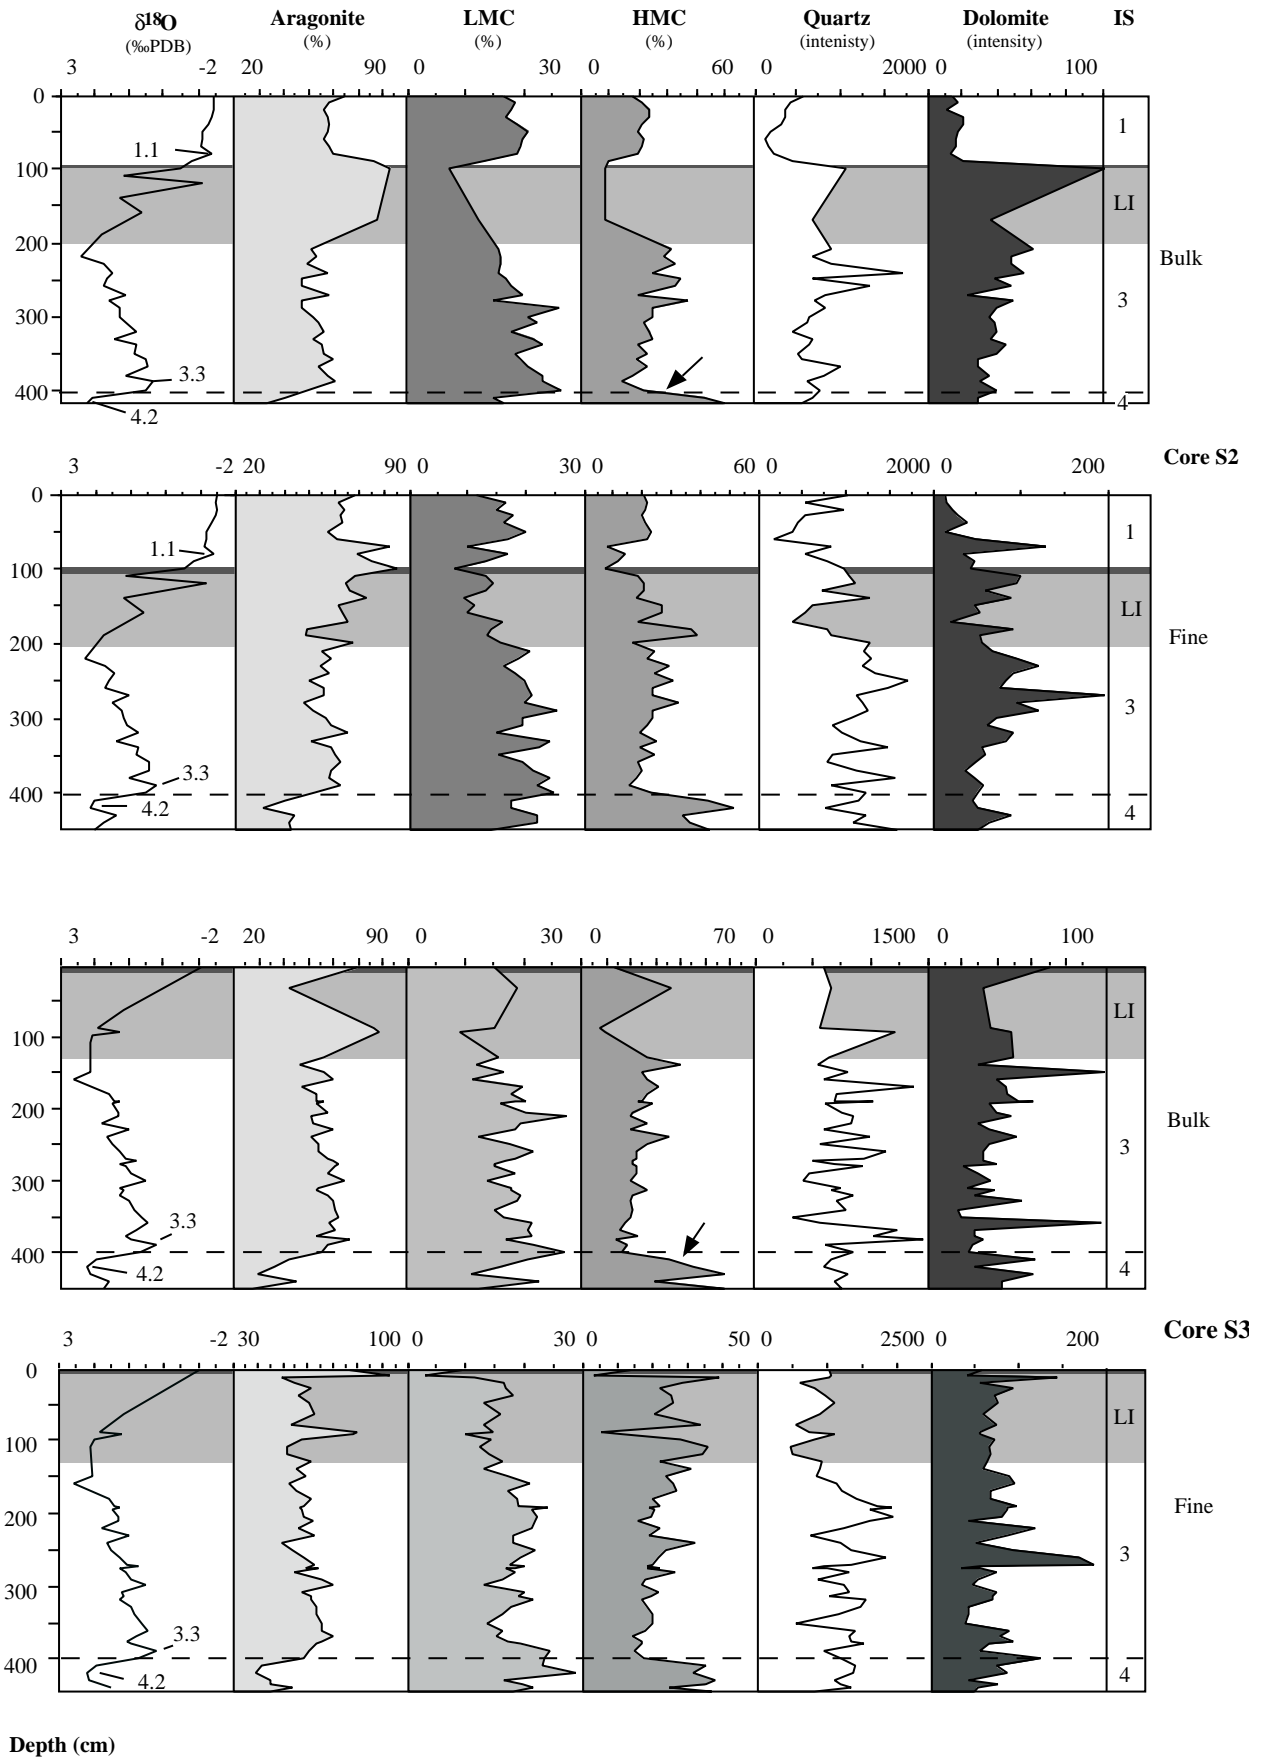 δ18O Aragonite LMC HMC Quartz Dolomite IS
(‰PDB) (%) (%) (%) (intenisty) (intensity)
3 -2 20 90 0 30 0 60 0 2000 0 100
0
1
1.1
100
LI
200
Bulk
3
300
3.3
400
4
4.2
Core S2
3 -2 20 90 0 30 0 60 0 2000 0 200
0
1
1.1
100
LI
Fine
200
3
300
3.3
400
4.2
4
3 -2 20 90 0 30 0 70 0 1500 0 100
LI
100
200
Bulk
3
300
3.3
400
4.2
4
Core S3
3 -2 30 100 0 30 0 50 0 2500 0 200
0
LI
100
Fine
200
3
300
3.3
400
4.2
4
Depth (cm)